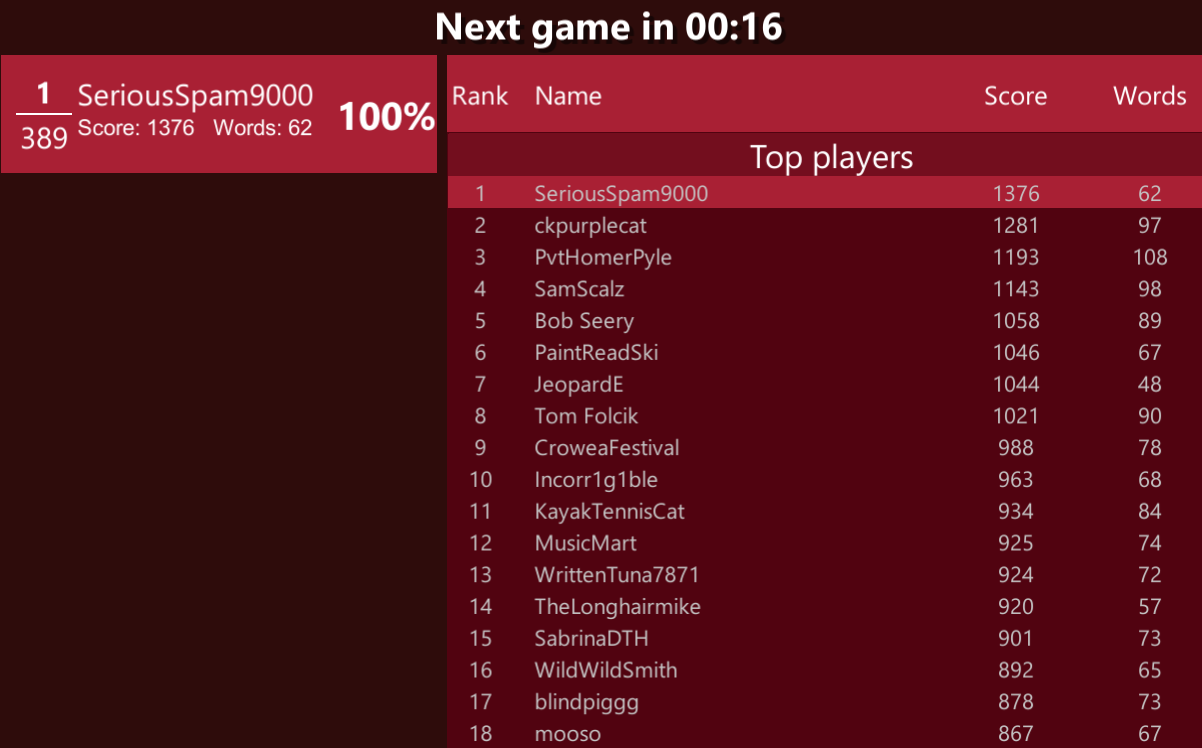 Next game in 00:16
1
389
SeriousSpam9000
Score: 1376 Words: 62
100%
Rank Name Score Words
Top players
1 SeriousSpam9000 1376 62
2 ckpurplecat 1281 97
3 PvtHomerPyle 1193 108
4 SamScalz 1143 98
5 Bob Seery 1058 89
6 PaintReadSki 1046 67
7 JeopardE 1044 48
8 Tom Folcik 1021 90
9 CroweaFestival 988 78
10 Incorr1g1ble 963 68
11 KayakTennisCat 934 84
12 MusicMart 925 74
13 WrittenTuna7871 924 72
14 TheLonghairmike 920 57
15 SabrinaDTH 901 73
16 WildWildSmith 892 65
17 blindpiggg 878 73
18 mooso 867 67